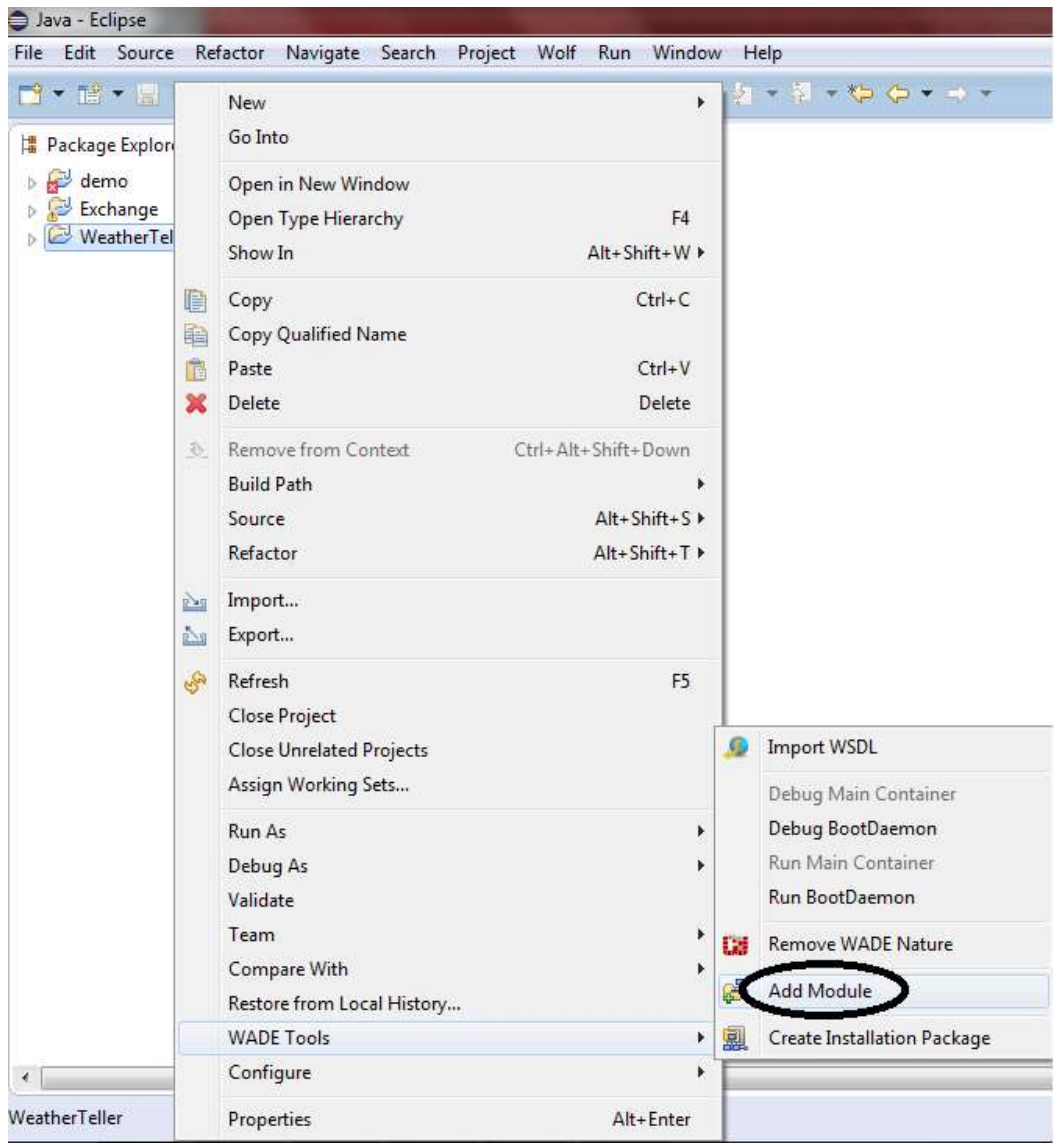 Java - Eclipse
File Edit Source Refactor Navigate Search Project Wolf Run Window Help
Package Explor
demo
Exchange
WeatherTel
New
Go Into
Open in New Window
Open Type Hierarchy F4
Show In Alt+Shift+W
Copy Ctrl+C
Copy Qualified Name
Paste Ctrl+V
Delete Delete
Remove from Context Ctrl+Alt+Shift+Down
Build Path
Source Alt+Shift+S
Refactor Alt+Shift+T
Import...
Export...
Refresh F5
Close Project
Close Unrelated Projects
Assign Working Sets...
Run As
Debug As
Validate
Team
Compare With
Restore from Local History...
WADE Tools
Configure
Properties Alt+Enter
Import WSDL
Debug Main Container
Debug BootDaemon
Run Main Container
Run BootDaemon
Remove WADE Nature
Add Module
Create Installation Package
WeatherTeller